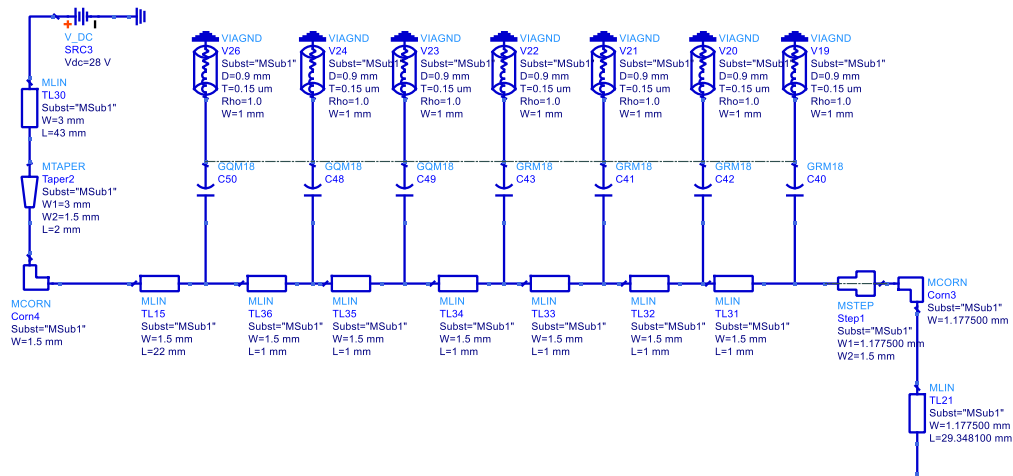 V_DC
SRC3
Vdc=28 V
MLIN
TL30
Subst="MSub1"
W=3 mm
L=43 mm
MTAPER
Taper2
Subst="MSub1"
W1=3 mm
W2=1.5 mm
L=2 mm
MCORN
Corn4
Subst="MSub1"
W=1.5 mm
VIAGND
V26
Subst="MSub1"
D=0.9 mm
T=0.15 um
Rho=1.0
W=1 mm
VIAGND
V24
Subst="MSub1"
D=0.9 mm
T=0.15 um
Rho=1.0
W=1 mm
VIAGND
V23
Subst="MSub1"
D=0.9 mm
T=0.15 um
Rho=1.0
W=1 mm
VIAGND
V22
Subst="MSub1"
D=0.9 mm
T=0.15 um
Rho=1.0
W=1 mm
VIAGND
V21
Subst="MSub1"
D=0.9 mm
T=0.15 um
Rho=1.0
W=1 mm
VIAGND
V20
Subst="MSub1"
D=0.9 mm
T=0.15 um
Rho=1.0
W=1 mm
VIAGND
V19
Subst="MSub1"
D=0.9 mm
T=0.15 um
Rho=1.0
W=1 mm
GQM18
C50
GQM18
C48
GQM18
C49
GRM18
C43
GRM18
C41
GRM18
C42
GRM18
C40
MLIN
TL15
Subst="MSub1"
W=1.5 mm
L=22 mm
MLIN
TL36
Subst="MSub1"
W=1.5 mm
L=1 mm
MLIN
TL35
Subst="MSub1"
W=1.5 mm
L=1 mm
MLIN
TL34
Subst="MSub1"
W=1.5 mm
L=1 mm
MLIN
TL33
Subst="MSub1"
W=1.5 mm
L=1 mm
MLIN
TL32
Subst="MSub1"
W=1.5 mm
L=1 mm
MLIN
TL31
Subst="MSub1"
W=1.5 mm
L=1 mm
MSTEP
Step1
Subst="MSub1"
W1=1.177500 mm
W2=1.5 mm
MCORN
Corn3
Subst="MSub1"
W=1.177500 mm
MLIN
TL21
Subst="MSub1"
W=1.177500 mm
L=29.348100 mm